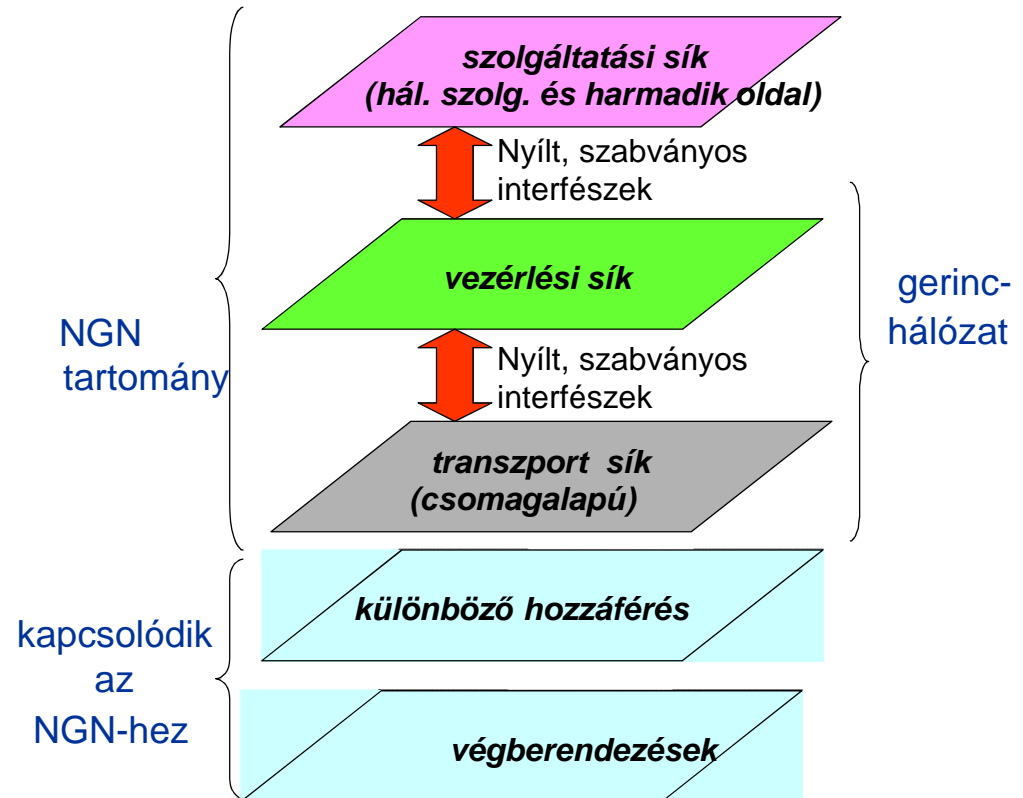 szolgáltatási sík
(hál. szolg. és harmadik oldal)
Nyílt, szabványos
interfészek
vezérlési sík
gerinc-
hálózat
NGN
tartomány
Nyílt, szabványos
interfészek
transzport sík
(csomagalapú)
különböző hozzáférés
kapcsolódik
az
NGN-hez
végberendezések